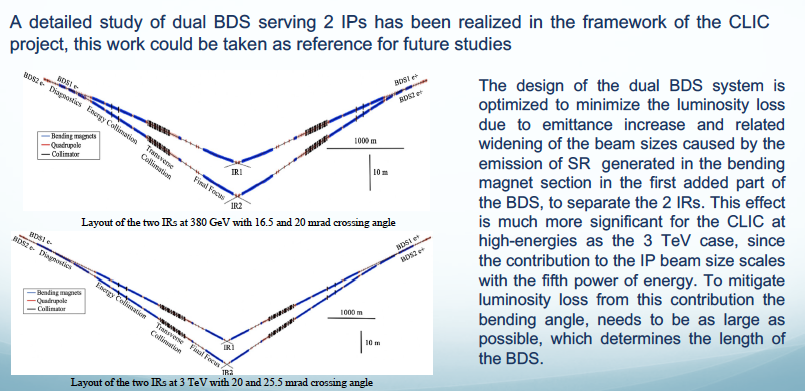 A detailed study of dual BDS serving 2 IPs has been realized in the framework of the CLIC
project, this work could be taken as reference for future studies
BDS1 e-
BDS2 e-
Diagnostics
Energy Collimation
Transverse
Collimation
Final Focus
BDS1 e+
BDS2 e+
Bending magnets
Quadrupole
Collimator
1000 m
10 m
IR1
IR2
Layout of the two IRs at 380 GeV with 16.5 and 20 mrad crossing angle
BDS1 e-
BDS2 e-
Diagnostics
Energy Collimation
Transverse
Collimation
Final Focus
BDS1 e+
BDS2 e+
Bending magnets
Quadrupole
Collimator
1000 m
10 m
IR1
IR2
Layout of the two IRs at 3 TeV with 20 and 25.5 mrad crossing angle
The design of the dual BDS system is
optimized to minimize the luminosity loss
due to emittance increase and related
widening of the beam sizes caused by the
emission of SR generated in the bending
magnet section in the first added part of
the BDS, to separate the 2 IRs. This effect
is much more significant for the CLIC at
high-energies as the 3 TeV case, since
the contribution to the IP beam size scales
with the fifth power of energy. To mitigate
luminosity loss from this contribution the
bending angle, needs to be as large as
possible, which determines the length of
the BDS.